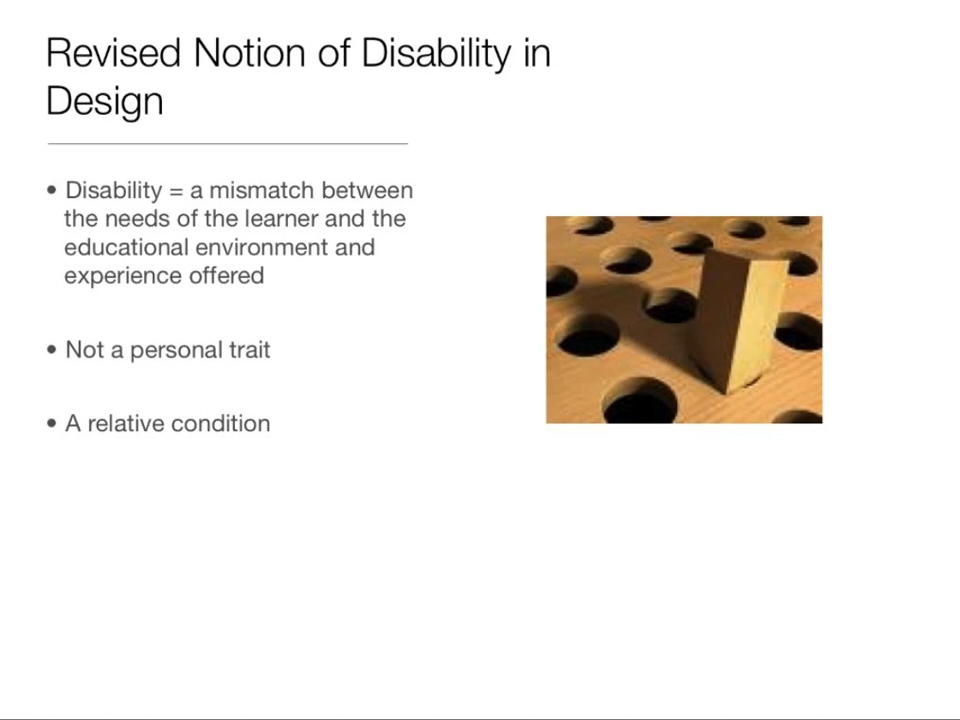 Revised Notion of Disability in
Design
• Disability = a mismatch between
the needs of the learner and the
educational environment and
experience offered
• Not a personal trait
• A relative condition